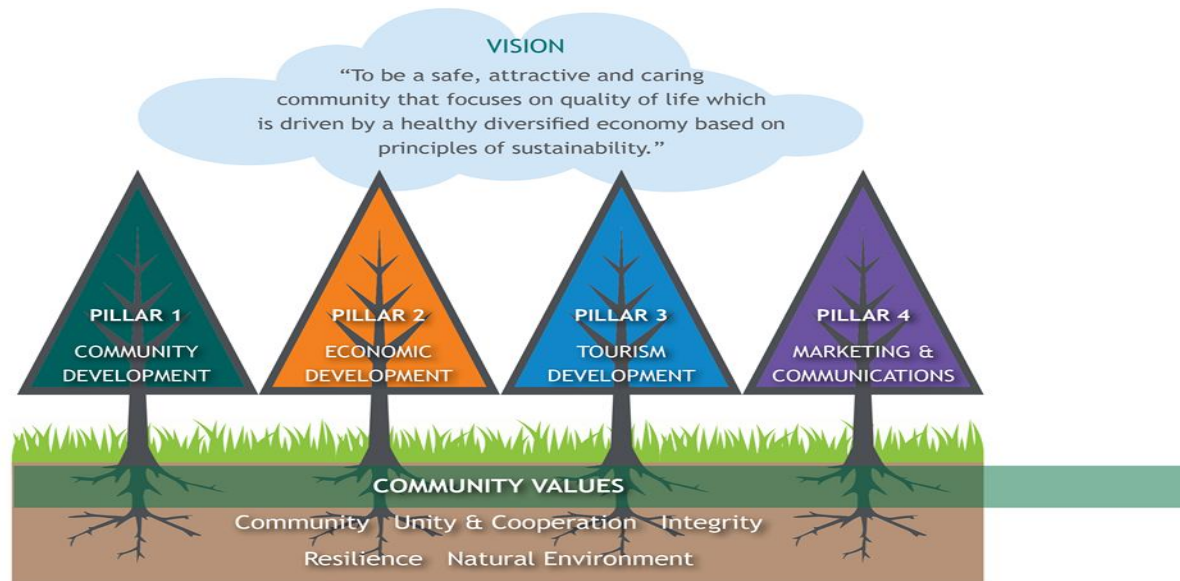 VISION
“To be a safe, attractive and caring
community that focuses on quality of life which
is driven by a healthy diversified economy based on
principles of sustainability.”
PILLAR 1
COMMUNITY
DEVELOPMENT
PILLAR 2
ECONOMIC
DEVELOPMENT
PILLAR 3
TOURISM
DEVELOPMENT
PILLAR 4
MARKETING &
COMMUNICATIONS
COMMUNITY VALUES
Community Unity & Cooperation Integrity
Resilience Natural Environment